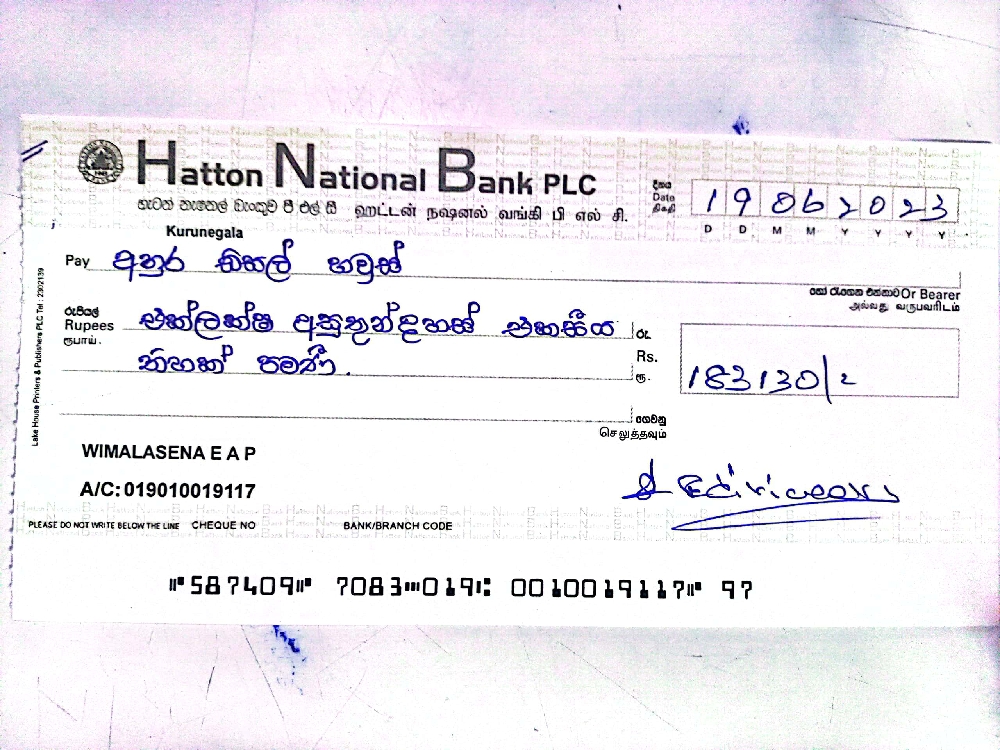 Hatton National Bank PLC
හැටන් නැෂනල් බැංකුව පී එල් සී ஹட்டன் நஷனல் வங்கி பி எல் சி.
Kurunegala
දිනය
Date
திகதி
19062023
D D M M Y Y Y Y
Pay අතුර ඩීසල් හවුස්
හෝ රැගෙන එන්නාට Or Bearer
அல்லது வருபவரிடம்
රුපියල්
Rupees
ரூபாய்.
එක්ලක්ෂ අසූතුන්දහස් එකසීය
තිහක් පමණි.
රු.
Rs.
ரூ.
183130/-
ගෙවනු
செலுத்தவும்
WIMALASENA E A P
A/C: 019010019117
PLEASE DO NOT WRITE BELOW THE LINE CHEQUE NO BANK/BRANCH CODE
⑈587409⑈ 7083⑉019⑆ 0010019117⑈ 97
Lake House Printers & Publishers PLC Tel : 2302139